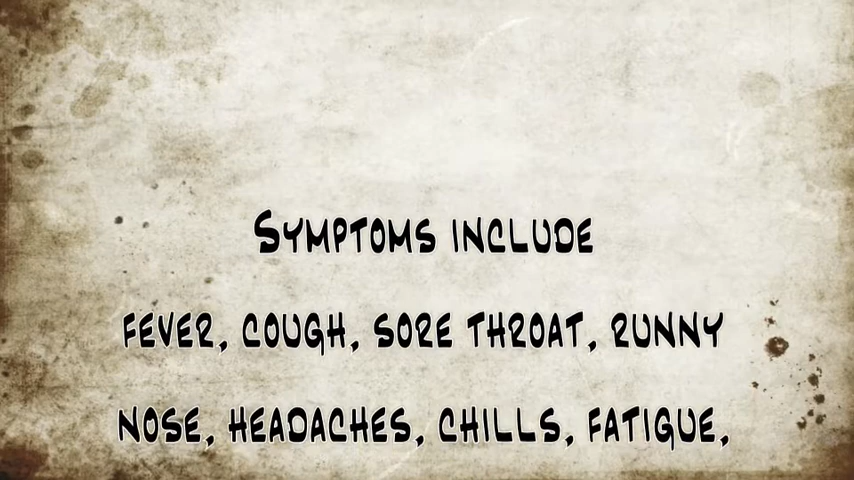 Symptoms include
fever, cough, sore throat, runny
nose, headaches, chills, fatigue,